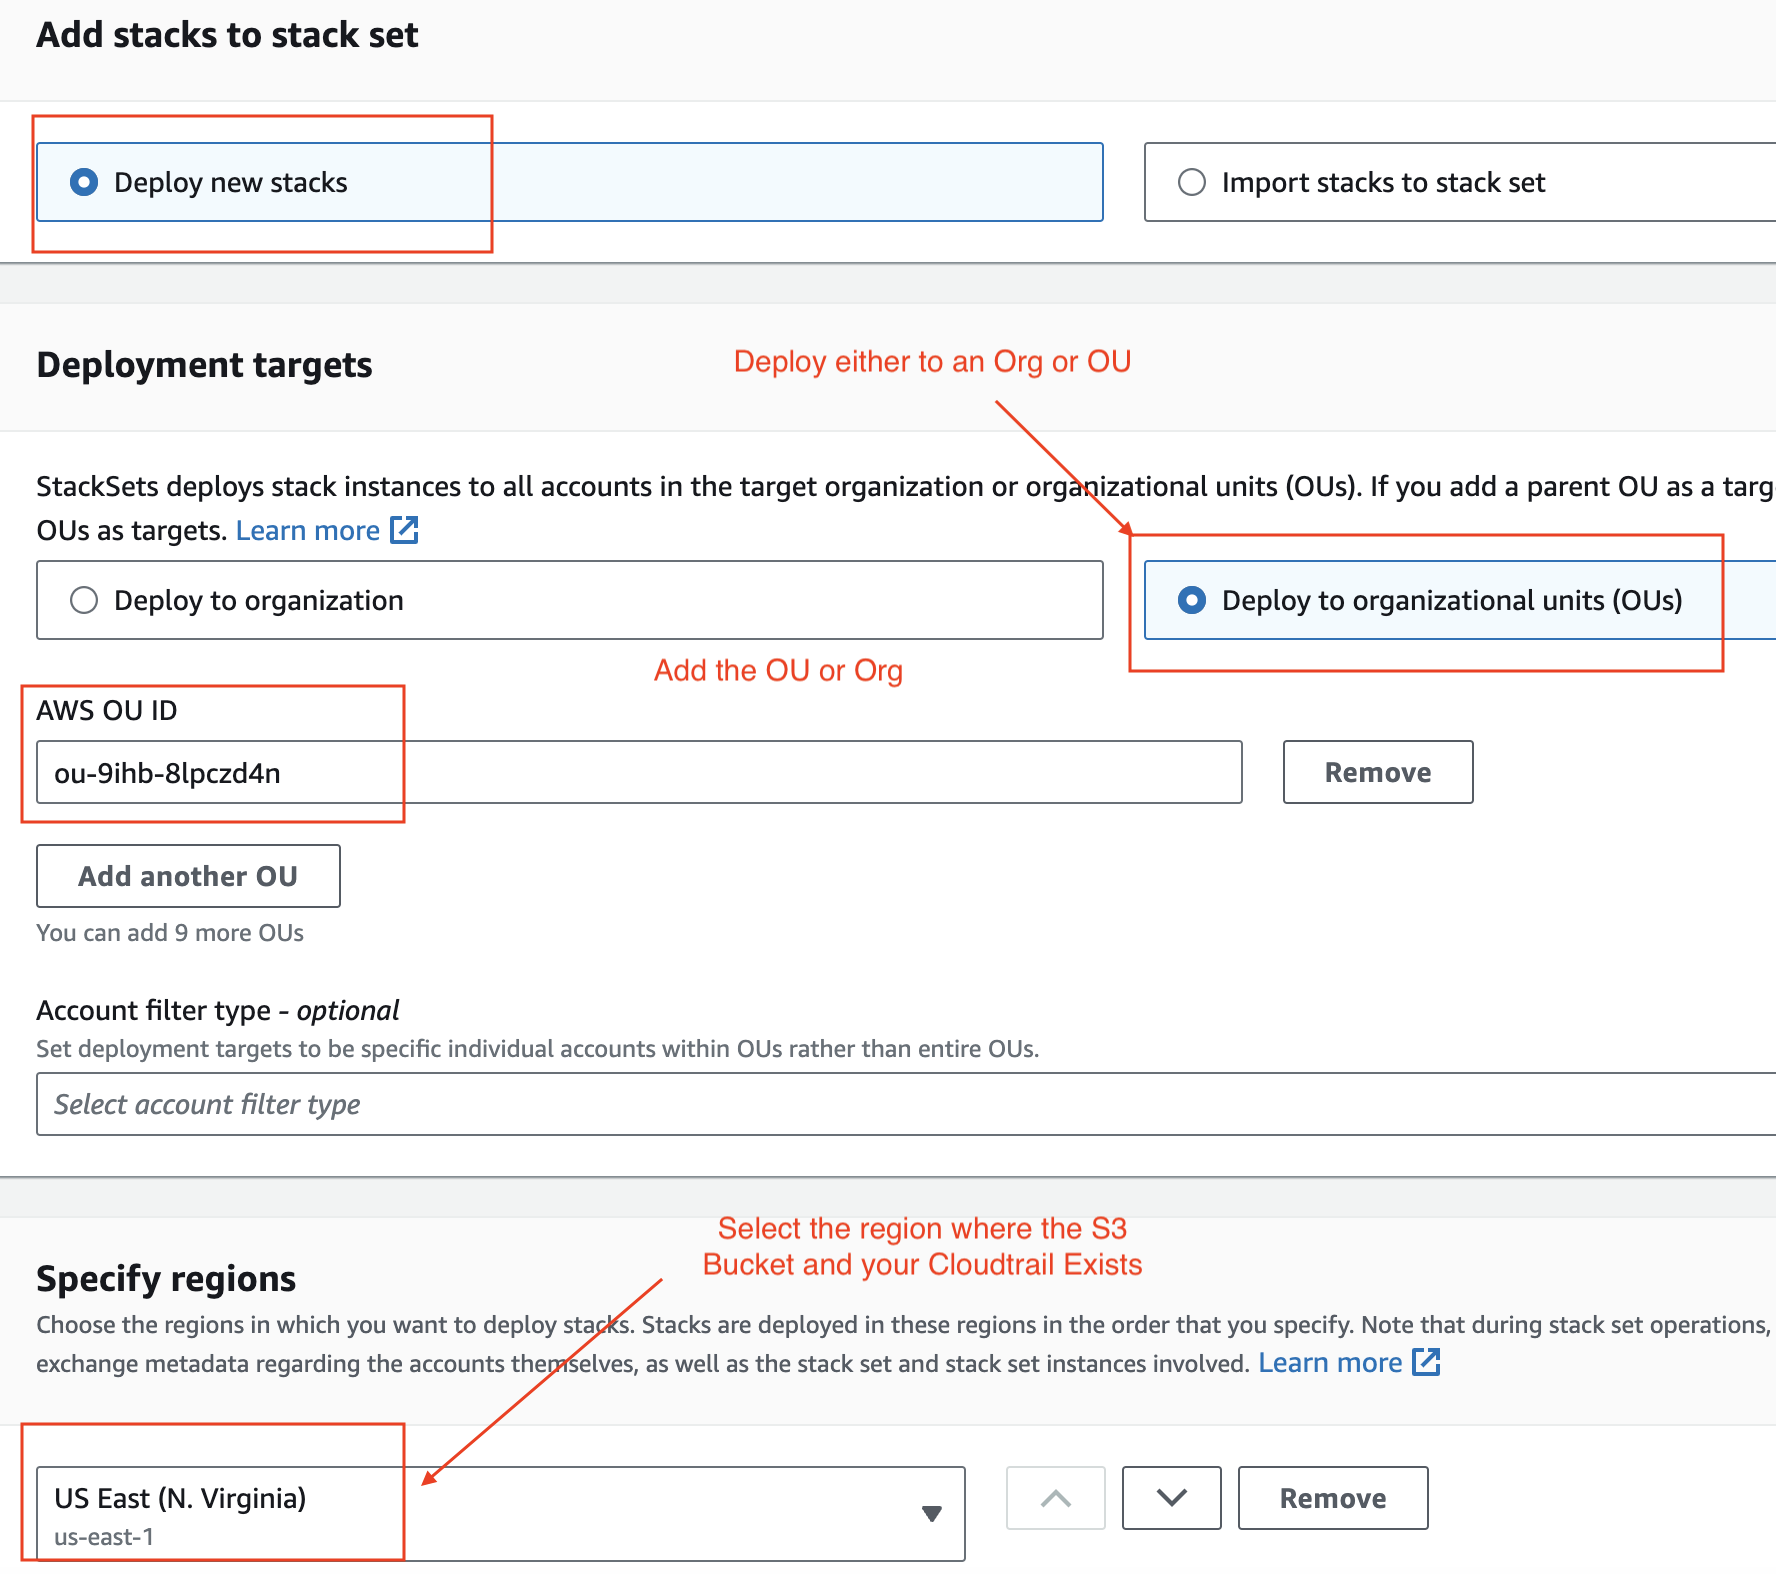 Add stacks to stack set
Deploy new stacks
Import stacks to stack set
Deployment targets
Deploy either to an Org or OU
StackSets deploys stack instances to all accounts in the target organization or organizational units (OUs). If you add a parent OU as a targ
OUs as targets. Learn more
Deploy to organization
Deploy to organizational units (OUs)
Add the OU or Org
AWS OU ID
ou-9ihb-8lpczd4n
Remove
Add another OU
You can add 9 more OUs
Account filter type - optional
Set deployment targets to be specific individual accounts within OUs rather than entire OUs.
Select account filter type
Select the region where the S3
Bucket and your Cloudtrail Exists
Specify regions
Choose the regions in which you want to deploy stacks. Stacks are deployed in these regions in the order that you specify. Note that during stack set operations,
exchange metadata regarding the accounts themselves, as well as the stack set and stack set instances involved. Learn more
US East (N. Virginia)
us-east-1
Remove